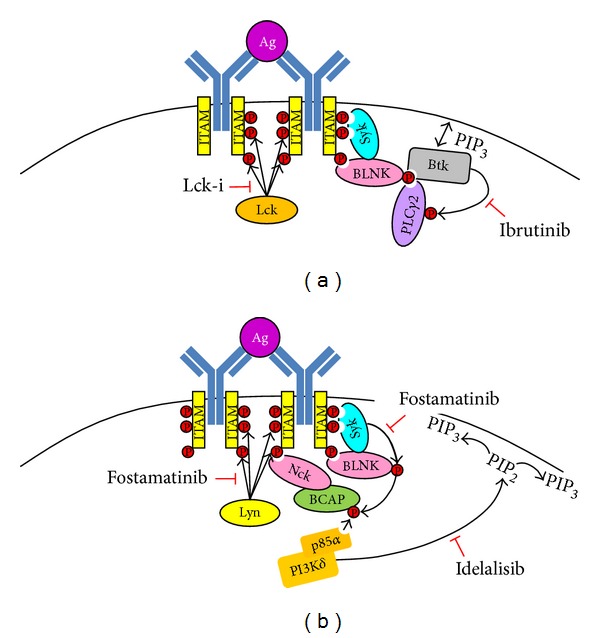 Ag
ITAM ITAM ITAM ITAM
P P P P P P P P
P P P
Syk
PIP3
Btk
BLNK
P
Lck-i
Lck
PLCγ2
P
Ibrutinib
( a )
Ag
ITAM ITAM ITAM ITAM
P P P P P P P P
P P P P
Syk
Fostamatinib
PIP3
PIP2
PIP3
BLNK
P
Nck
Fostamatinib
BCAP
Lyn
P
p85α
PI3Kδ
Idelalisib
( b )